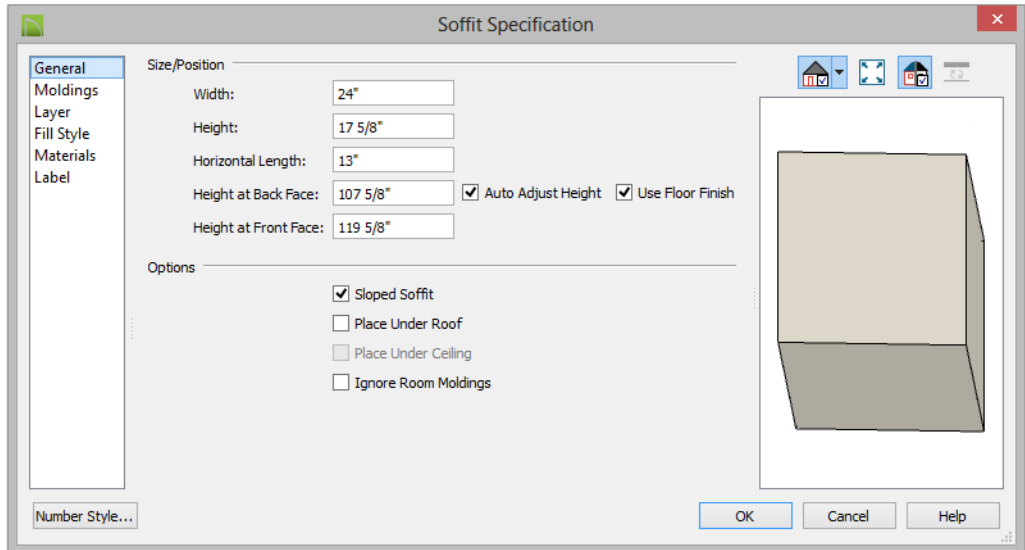 Soffit Specification
General
Moldings
Layer
Fill Style
Materials
Label
Size/Position
Width: 24"
Height: 17 5/8"
Horizontal Length: 13"
Height at Back Face: 107 5/8" Auto Adjust Height Use Floor Finish
Height at Front Face: 119 5/8"
Options
Sloped Soffit
Place Under Roof
Place Under Ceiling
Ignore Room Moldings
Number Style... OK Cancel Help